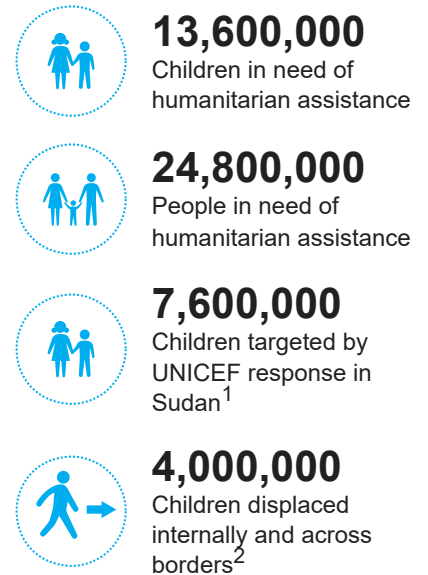 13,600,000
Children in need of
humanitarian assistance
24,800,000
People in need of
humanitarian assistance
7,600,000
Children targeted by
UNICEF response in
Sudan1
4,000,000
Children displaced
internally and across
borders2